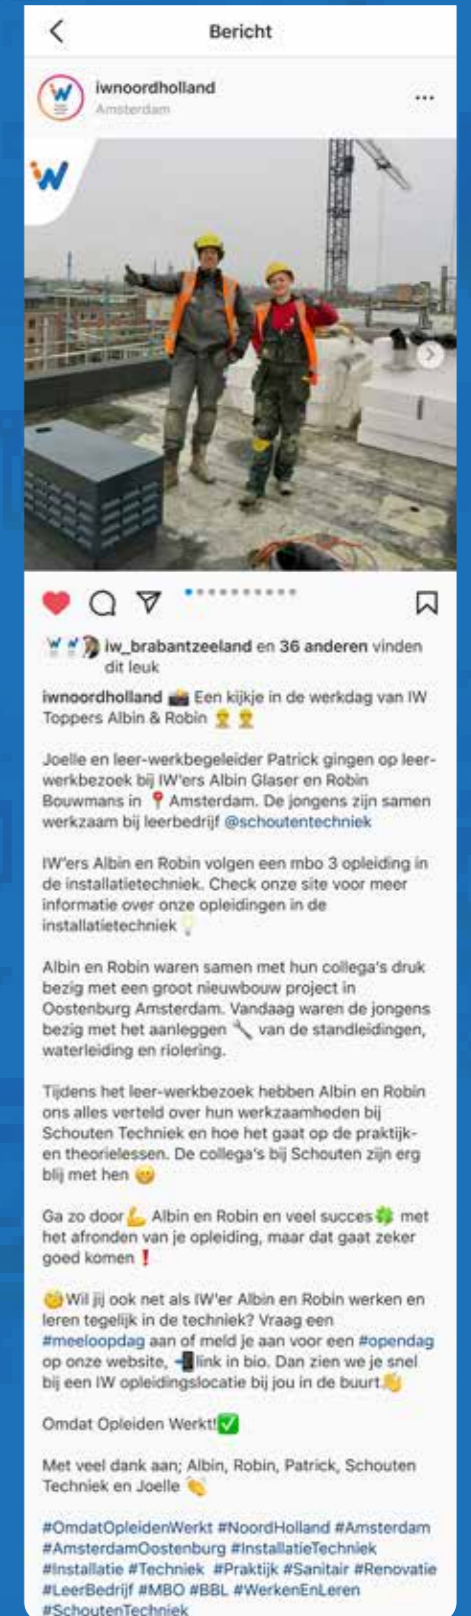 Bericht
iwnoordholland
Amsterdam
iw_brabantzeeland en 36 anderen vinden
dit leuk
iwnoordholland 📸 Een kijkje in de werkdag van IW
Toppers Albin & Robin 👷 👷
Joelle en leer-werkbegeleider Patrick gingen op leer-
werkbezoek bij IW'ers Albin Glaser en Robin
Bouwmans in 📍 Amsterdam. De jongens zijn samen
werkzaam bij leerbedrijf @schoutentechniek
IW'ers Albin en Robin volgen een mbo 3 opleiding in
de installatietechniek. Check onze site voor meer
informatie over onze opleidingen in de
installatietechniek💡
Albin en Robin waren samen met hun collega's druk
bezig met een groot nieuwbouw project in
Oostenburg Amsterdam. Vandaag waren de jongens
bezig met het aanleggen 🔧 van de standleidingen,
waterleiding en riolering.
Tijdens het leer-werkbezoek hebben Albin en Robin
ons alles verteld over hun werkzaamheden bij
Schouten Techniek en hoe het gaat op de praktijk-
en theorielessen. De collega's bij Schouten zijn erg
blij met hen 😄
Ga zo door💪 Albin en Robin en veel succes🍀 met
het afronden van je opleiding, maar dat gaat zeker
goed komen❗
🧐Wil jij ook net als IW'er Albin en Robin werken en
leren tegelijk in de techniek? Vraag een
#meeloopdag aan of meld je aan voor een #opendag
op onze website, 📲link in bio. Dan zien we je snel
bij een IW opleidingslocatie bij jou in de buurt.👋
Omdat Opleiden Werkt!✅
Met veel dank aan; Albin, Robin, Patrick, Schouten
Techniek en Joelle 👏
#OmdatOpleidenWerkt #NoordHolland #Amsterdam
#AmsterdamOostenburg #InstallatieTechniek
#Installatie #Techniek #Praktijk #Sanitair #Renovatie
#LeerBedrijf #MBO #BBL #WerkenEnLeren
#SchoutenTechniek